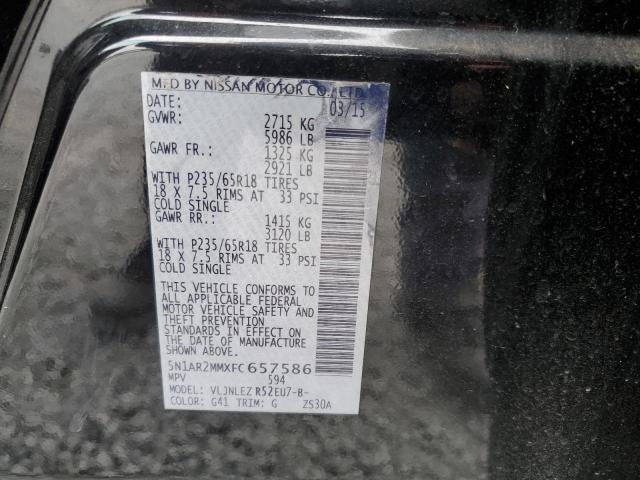 MFD BY NISSAN MOTOR CO., LTD.
DATE: 03/15
GVWR: 2715 KG
5986 LB
GAWR FR.: 1325 KG
2921 LB
WITH P235/65R18 TIRES
18 X 7.5 RIMS AT 33 PSI
COLD SINGLE
GAWR RR.: 1415 KG
3120 LB
WITH P235/65R18 TIRES
18 X 7.5 RIMS AT 33 PSI
COLD SINGLE
THIS VEHICLE CONFORMS TO
ALL APPLICABLE FEDERAL
MOTOR VEHICLE SAFETY AND
THEFT PREVENTION
STANDARDS IN EFFECT ON
THE DATE OF MANUFACTURE
SHOWN ABOVE.
5N1AR2MMXFC657586
MPV 594
MODEL: VLJNLEZ R52EU7-B-
COLOR: G41 TRIM: G ZS30A